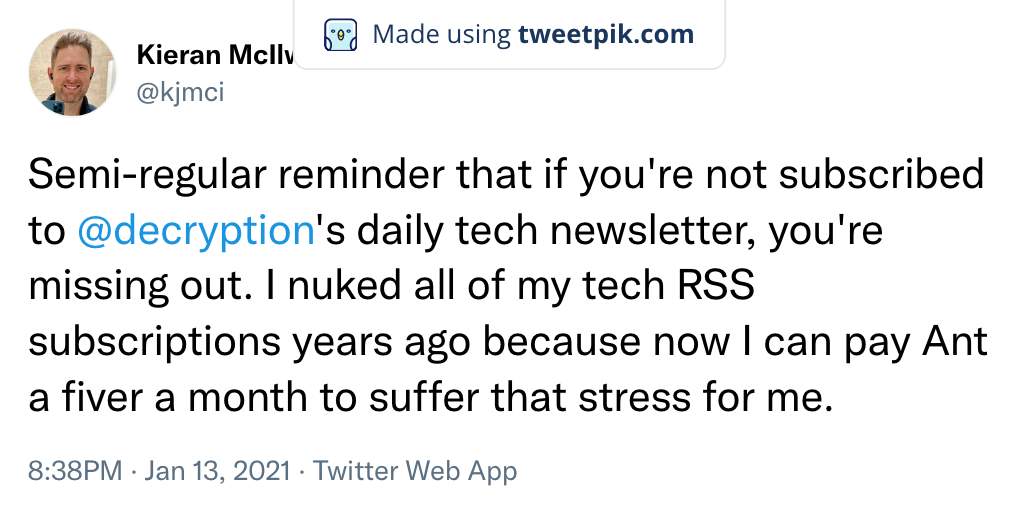 Made using tweetpik.com
Kieran
@kjmci
Semi-regular reminder that if you're not subscribed
to @decryption's daily tech newsletter, you're
missing out. I nuked all of my tech RSS
subscriptions years ago because now I can pay Ant
a fiver a month to suffer that stress for me.
8:38PM · Jan 13, 2021 · Twitter Web App